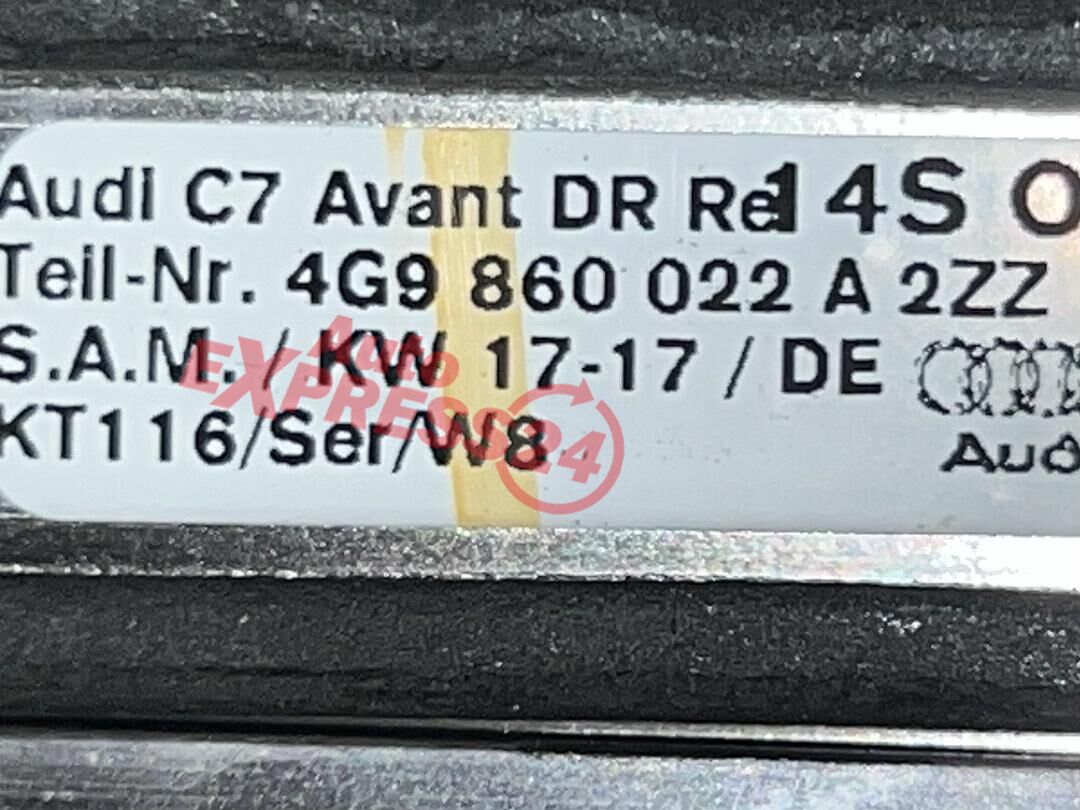 Audi C7 Avant DR Re 14S
Teil-Nr. 4G9 860 022 A 2ZZ
S.A.M. / KW 17-17 / DE
KT116/Ser/W8
Auto
EXPRESS24